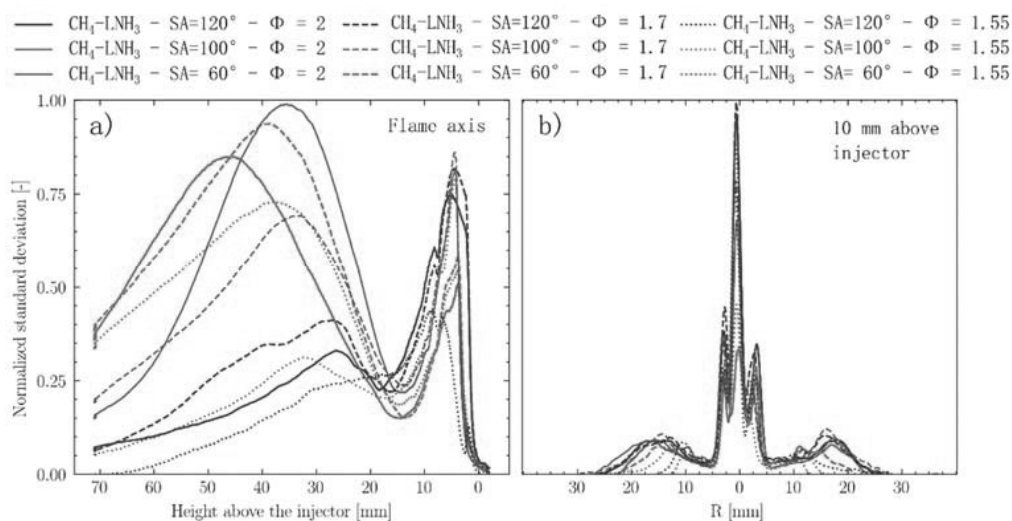 CH₄-LNH₃ - SA=120° - Φ = 2 CH₄-LNH₃ - SA=120° - Φ = 1.7 CH₄-LNH₃ - SA=120° - Φ = 1.55
CH₄-LNH₃ - SA=100° - Φ = 2 CH₄-LNH₃ - SA=100° - Φ = 1.7 CH₄-LNH₃ - SA=100° - Φ = 1.55
CH₄-LNH₃ - SA= 60° - Φ = 2 CH₄-LNH₃ - SA= 60° - Φ = 1.7 CH₄-LNH₃ - SA= 60° - Φ = 1.55
Normalized standard deviation [-]
1.00
0.75
0.50
0.25
0.00
a)
Flame axis
70 60 50 40 30 20 10 0
Height above the injector [mm]
b)
10 mm above
injector
30 20 10 0 10 20 30
R [mm]